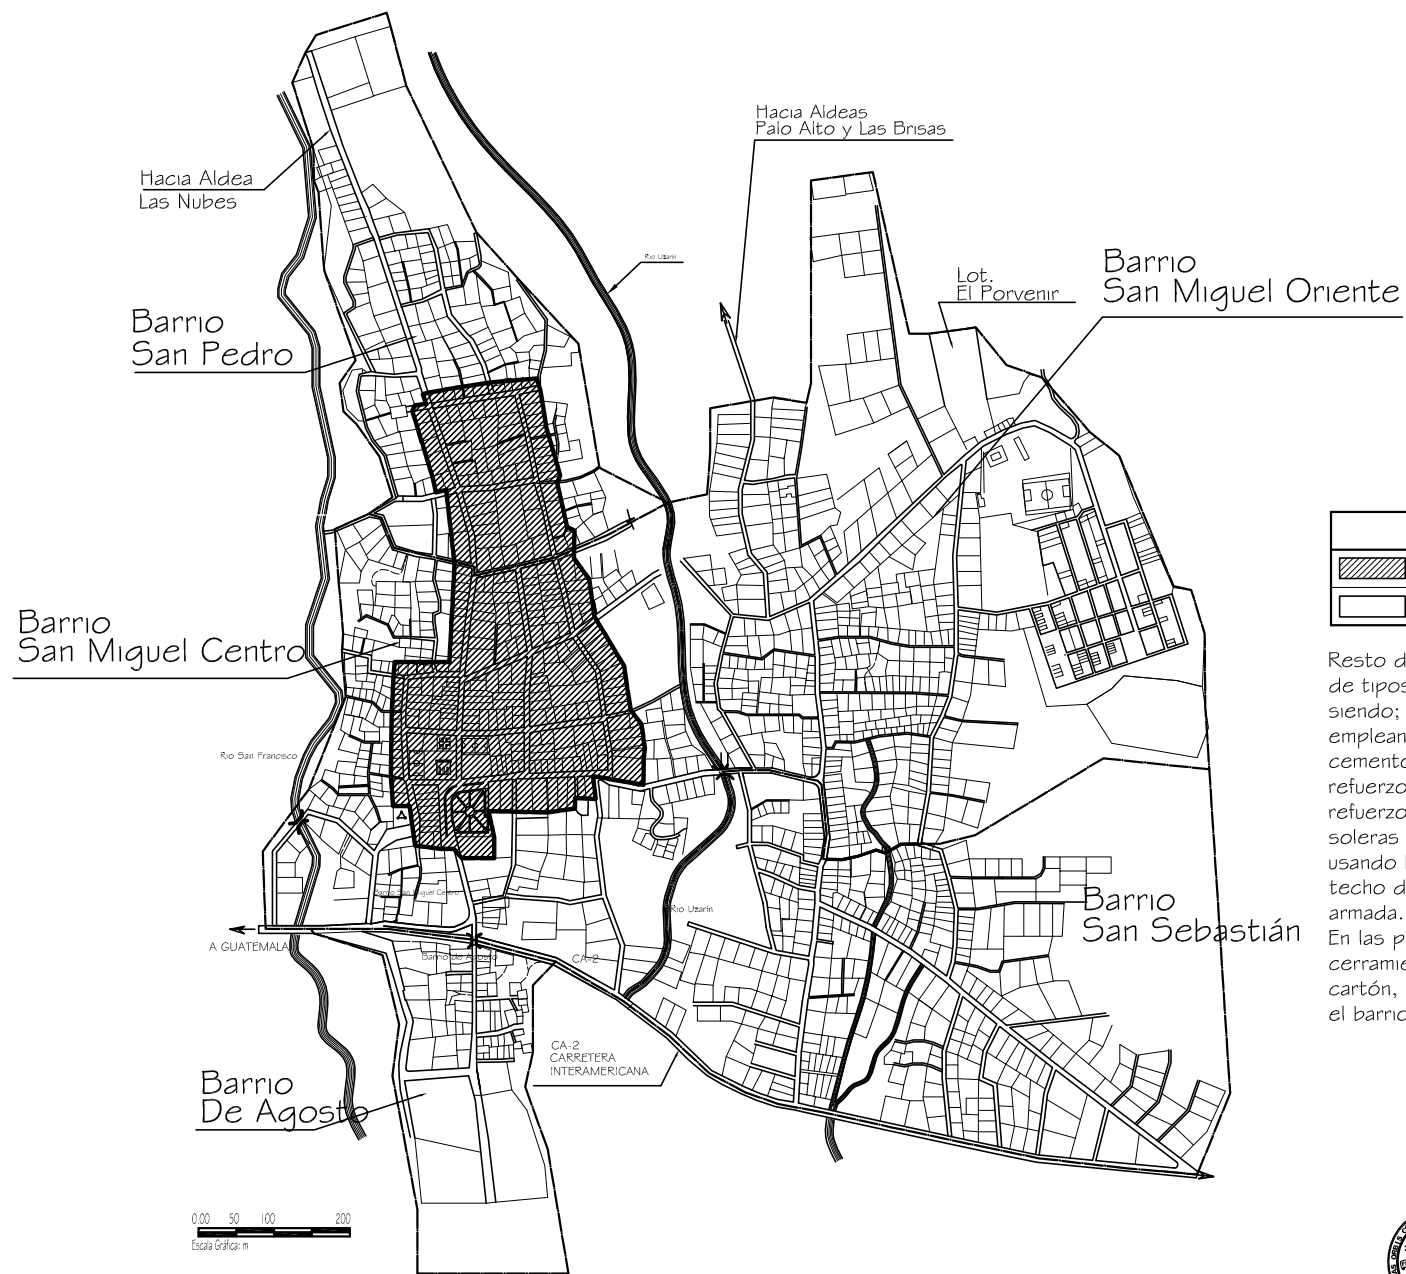 Hacia Aldeas
Palo Alto y Las Brisas
Hacia Aldea
Las Nubes
Rio Uzarín
Lot.
El Porvenir
Barrio
San Miguel Oriente
Barrio
San Pedro
Barrio
San Miguel Centro
Resto d
de tipos
siendo;
emplean
cemento
refuerzo
refuerzo
soleras
usando l
techo d
armada.
En las p
cerramie
cartón,
el barrio
Rio San Francisco
Barrio San Miguel Centro
Rio Uzarín
Barrio
San Sebastián
A GUATEMALA
Barrio de Agosto
CA-2
CA-2
CARRETERA
INTERAMERICANA
Barrio
De Agosto
0.00 50 100 200
Escala Gráfica: m